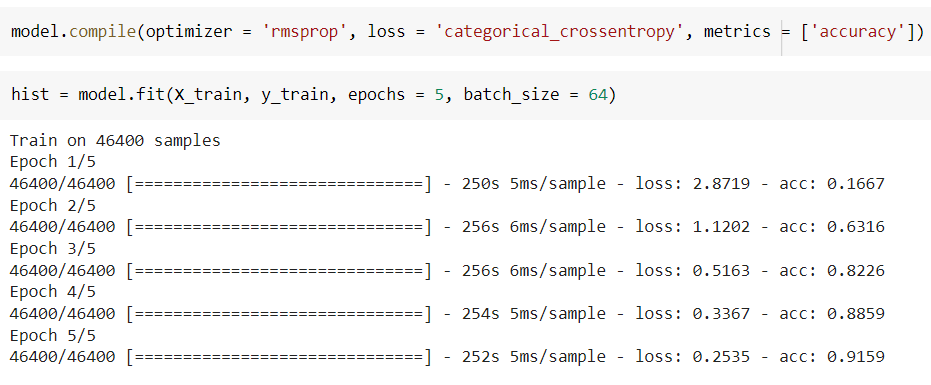 model.compile(optimizer = 'rmsprop', loss = 'categorical_crossentropy', metrics = ['accuracy'])
hist = model.fit(X_train, y_train, epochs = 5, batch_size = 64)
Train on 46400 samples
Epoch 1/5
46400/46400 [==============================] - 250s 5ms/sample - loss: 2.8719 - acc: 0.1667
Epoch 2/5
46400/46400 [==============================] - 256s 6ms/sample - loss: 1.1202 - acc: 0.6316
Epoch 3/5
46400/46400 [==============================] - 256s 6ms/sample - loss: 0.5163 - acc: 0.8226
Epoch 4/5
46400/46400 [==============================] - 254s 5ms/sample - loss: 0.3367 - acc: 0.8859
Epoch 5/5
46400/46400 [==============================] - 252s 5ms/sample - loss: 0.2535 - acc: 0.9159